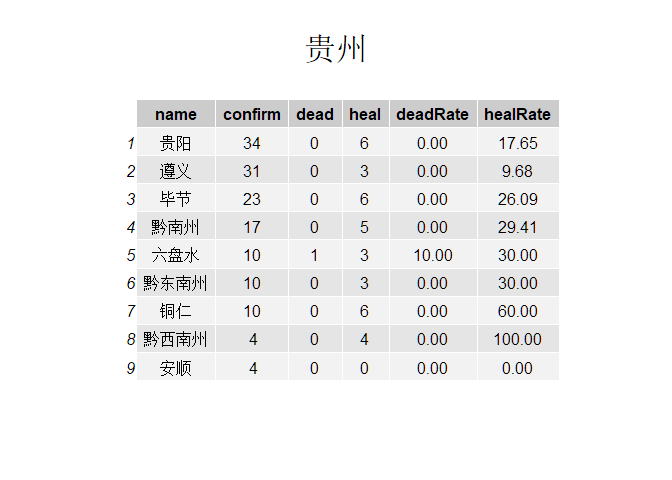 贵州
name confirm dead heal deadRate healRate
1 贵阳 34 0 6 0.00 17.65
2 遵义 31 0 3 0.00 9.68
3 毕节 23 0 6 0.00 26.09
4 黔南州 17 0 5 0.00 29.41
5 六盘水 10 1 3 10.00 30.00
6 黔东南州 10 0 3 0.00 30.00
7 铜仁 10 0 6 0.00 60.00
8 黔西南州 4 0 4 0.00 100.00
9 安顺 4 0 0 0.00 0.00